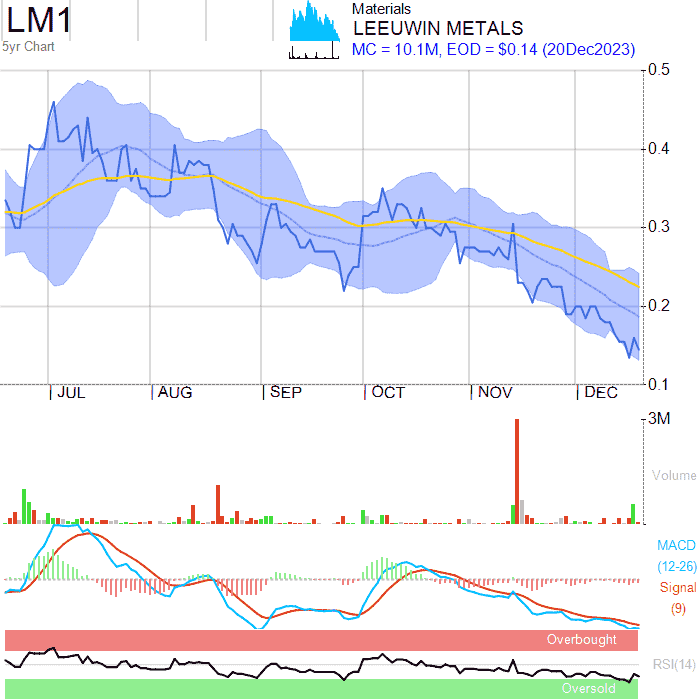 LM1
5yr Chart
Materials
LEEUWIN METALS
MC = 10.1M, EOD = $0.14 (20Dec2023)
0.5
0.4
0.3
0.2
0.1
JUL AUG SEP OCT NOV DEC
3M
Volume
MACD
(12-26)
Signal
(9)
Overbought
RSI(14)
Oversold